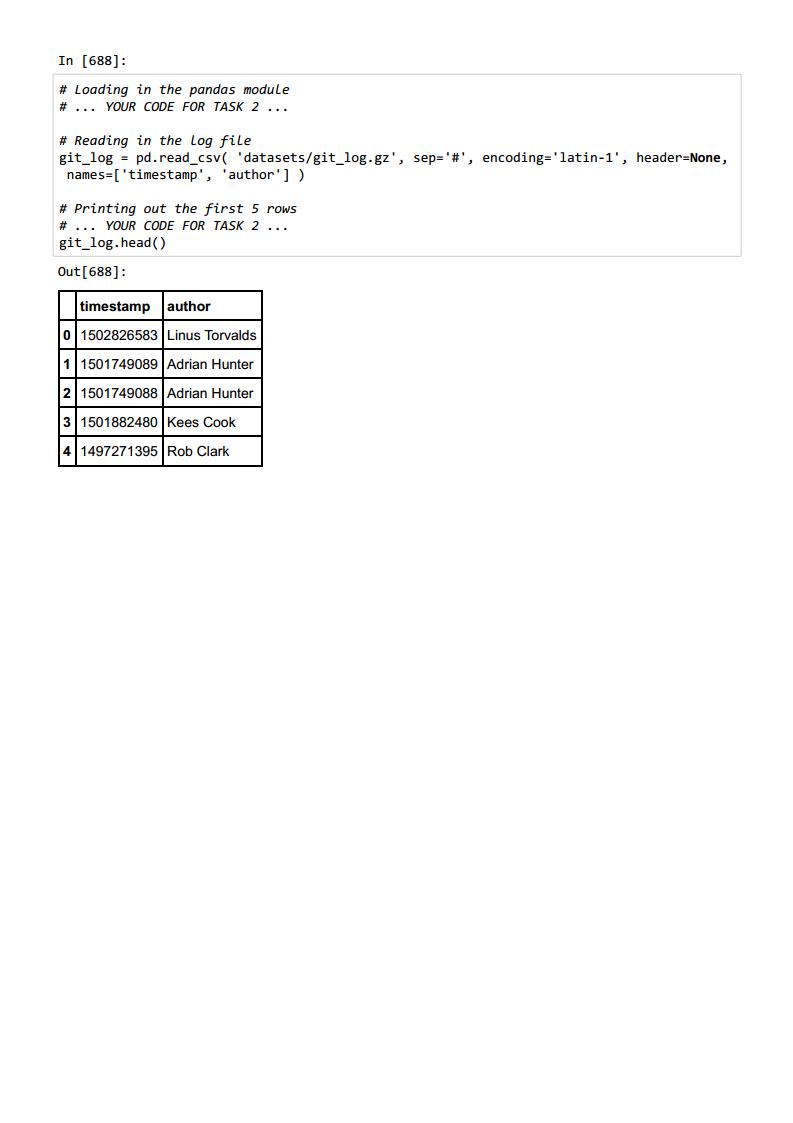 In [688]:
# Loading in the pandas module
# ... YOUR CODE FOR TASK 2 ...
# Reading in the log file
git_log = pd.read_csv( 'datasets/git_log.gz', sep='#', encoding='latin-1', header=None,
names=['timestamp', 'author'] )
# Printing out the first 5 rows
# ... YOUR CODE FOR TASK 2 ...
git_log.head()
Out[688]:
timestamp author
0 1502826583 Linus Torvalds
1 1501749089 Adrian Hunter
2 1501749088 Adrian Hunter
3 1501882480 Kees Cook
4 1497271395 Rob Clark